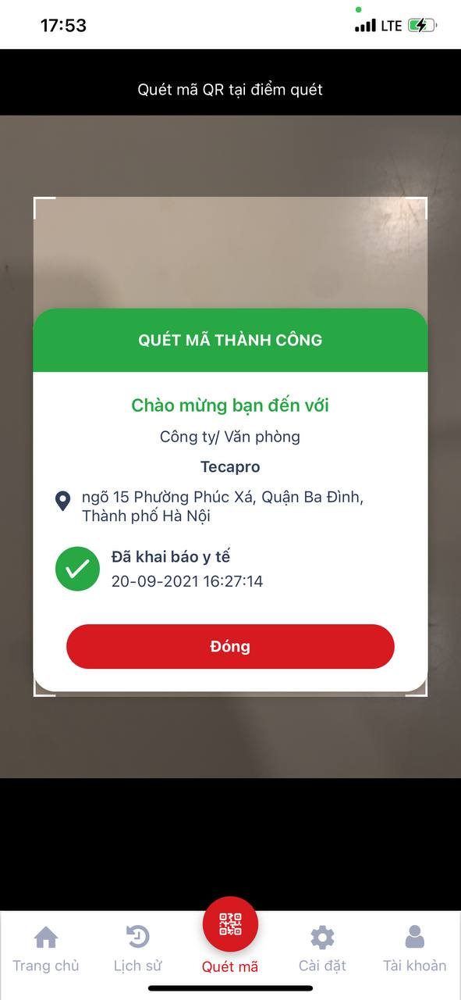 17:53
LTE
Quét mã QR tại điểm quét
QUÉT MÃ THÀNH CÔNG
Chào mừng bạn đến với
Công ty/ Văn phòng
Tecapro
ngõ 15 Phường Phúc Xá, Quận Ba Đình,
Thành phố Hà Nội
Đã khai báo y tế
20-09-2021 16:27:14
Đóng
Trang chủ
Lịch sử
Quét mã
Cài đặt
Tài khoản